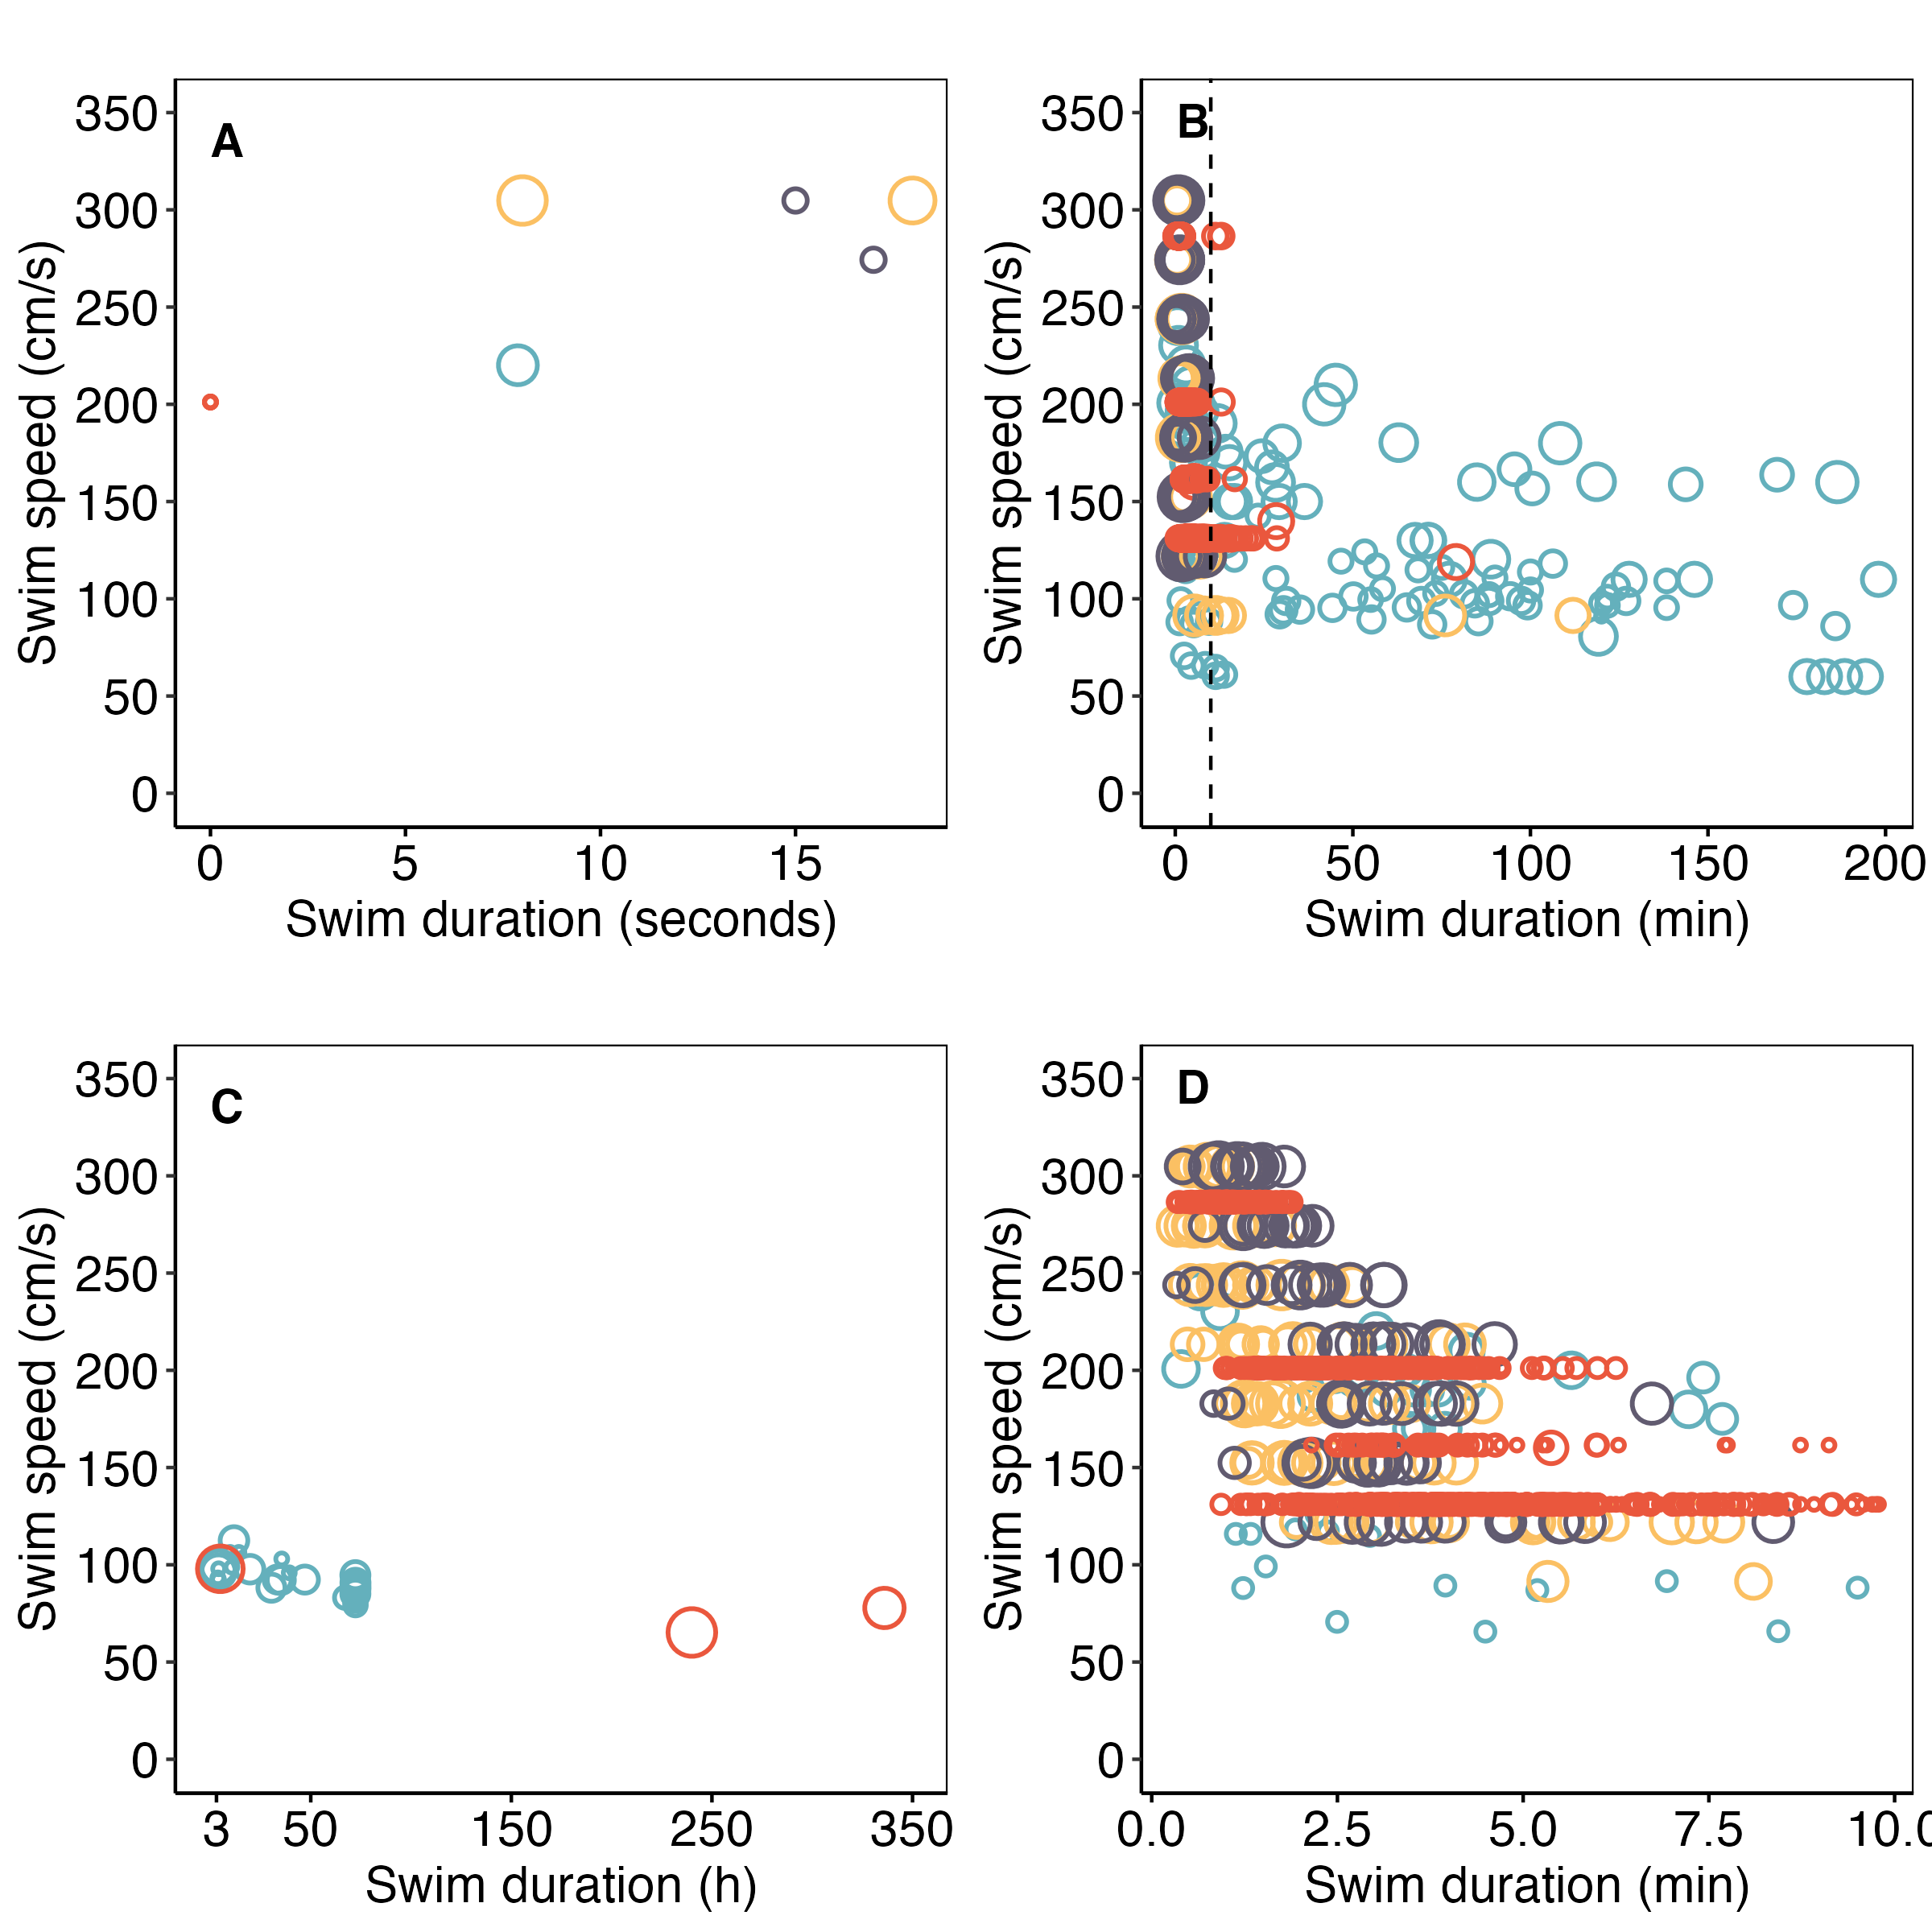 A
350
300
250
200
150
100
50
0
Swim speed (cm/s)
0 5 10 15
Swim duration (seconds)
B
350
300
250
200
150
100
50
0
Swim speed (cm/s)
0 50 100 150 200
Swim duration (min)
C
350
300
250
200
150
100
50
0
Swim speed (cm/s)
3 50 150 250 350
Swim duration (h)
D
350
300
250
200
150
100
50
0
Swim speed (cm/s)
0.0 2.5 5.0 7.5 10.0
Swim duration (min)